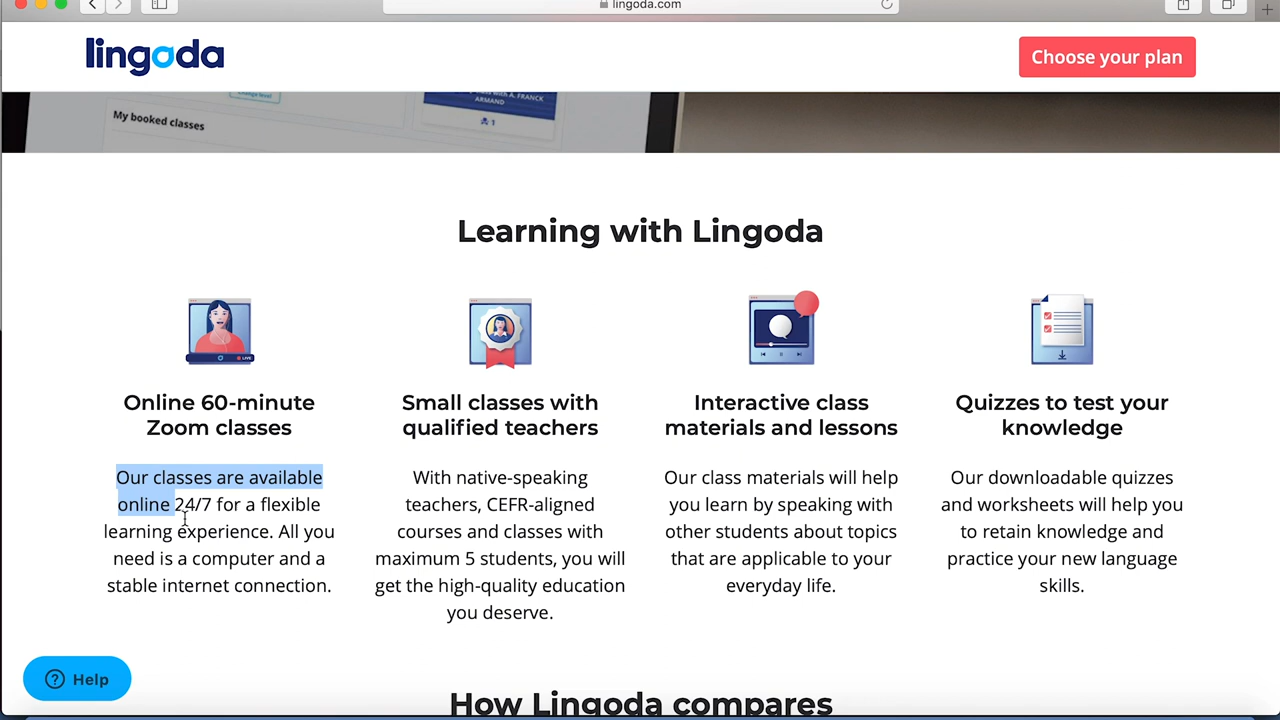 lingoda.com
lingoda
Choose your plan
Change level
A. FRANCK
ARMAND
1
My booked classes
Learning with Lingoda
Online 60-minute
Zoom classes
Our classes are available
online 24/7 for a flexible
learning experience. All you
need is a computer and a
stable internet connection.
Small classes with
qualified teachers
With native-speaking
teachers, CEFR-aligned
courses and classes with
maximum 5 students, you will
get the high-quality education
you deserve.
LIVE
Interactive class
materials and lessons
Our class materials will help
you learn by speaking with
other students about topics
that are applicable to your
everyday life.
Quizzes to test your
knowledge
Our downloadable quizzes
and worksheets will help you
to retain knowledge and
practice your new language
skills.
Help
How Lingoda compares